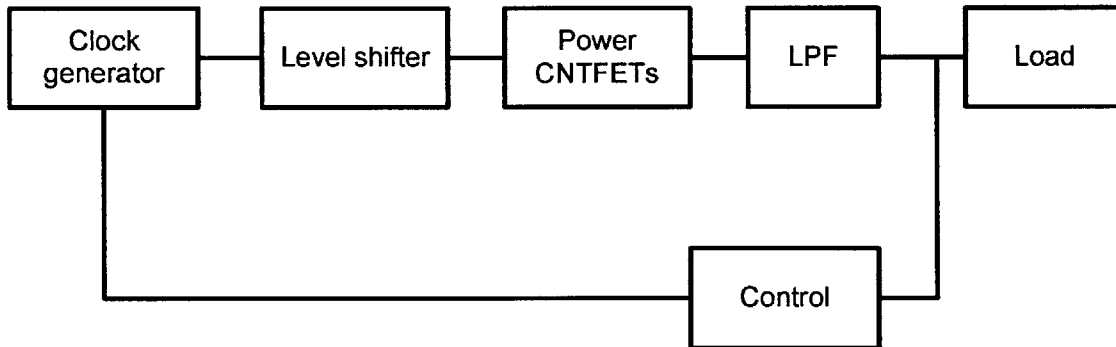 Clock
generator
Level shifter
Power
CNTFETs
LPF
Load
Control